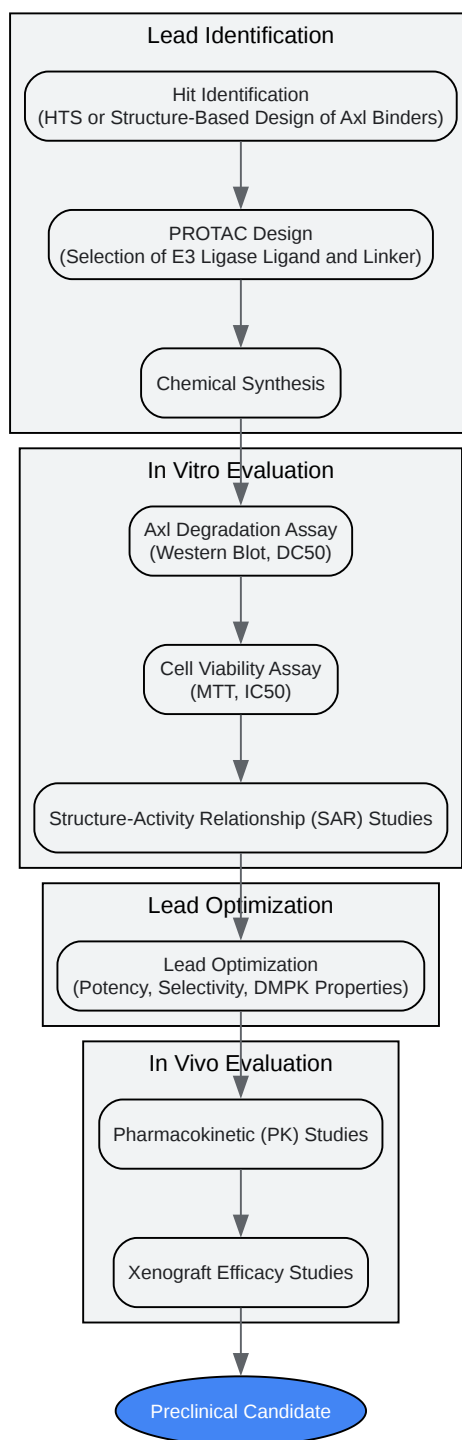 Lead Identification
Hit Identification
(HTS or Structure-Based Design of Axl Binders)
PROTAC Design
(Selection of E3 Ligase Ligand and Linker)
Chemical Synthesis
In Vitro Evaluation
Axl Degradation Assay
(Western Blot, DC50)
Cell Viability Assay
(MTT, IC50)
Structure-Activity Relationship (SAR) Studies
Lead Optimization
Lead Optimization
(Potency, Selectivity, DMPK Properties)
In Vivo Evaluation
Pharmacokinetic (PK) Studies
Xenograft Efficacy Studies
Preclinical Candidate